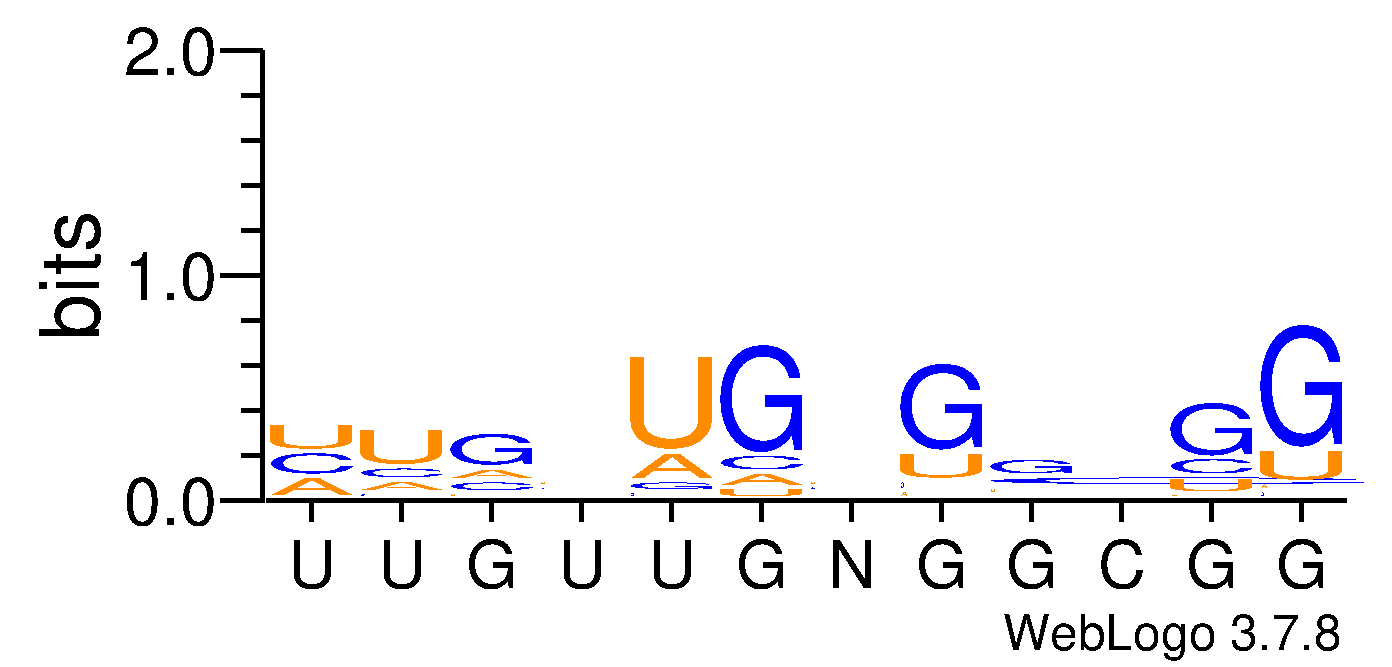 2.0
bits
1.0
0.0
U U G U U G N G G C G G
WebLogo 3.7.8